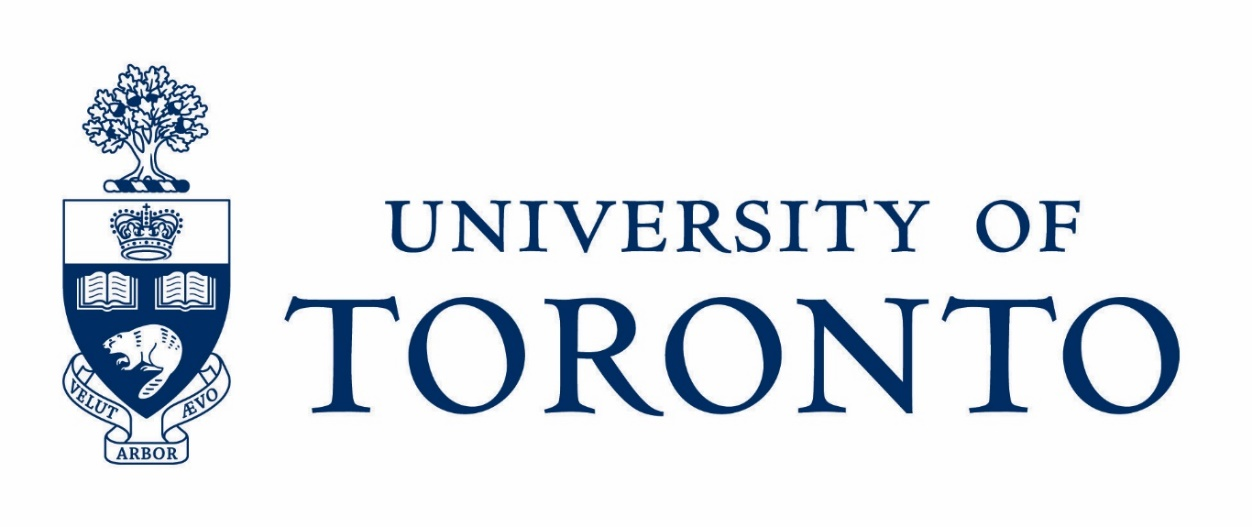 UNIVERSITY OF
TORONTO
VELUT
ARBOR
ÆVO